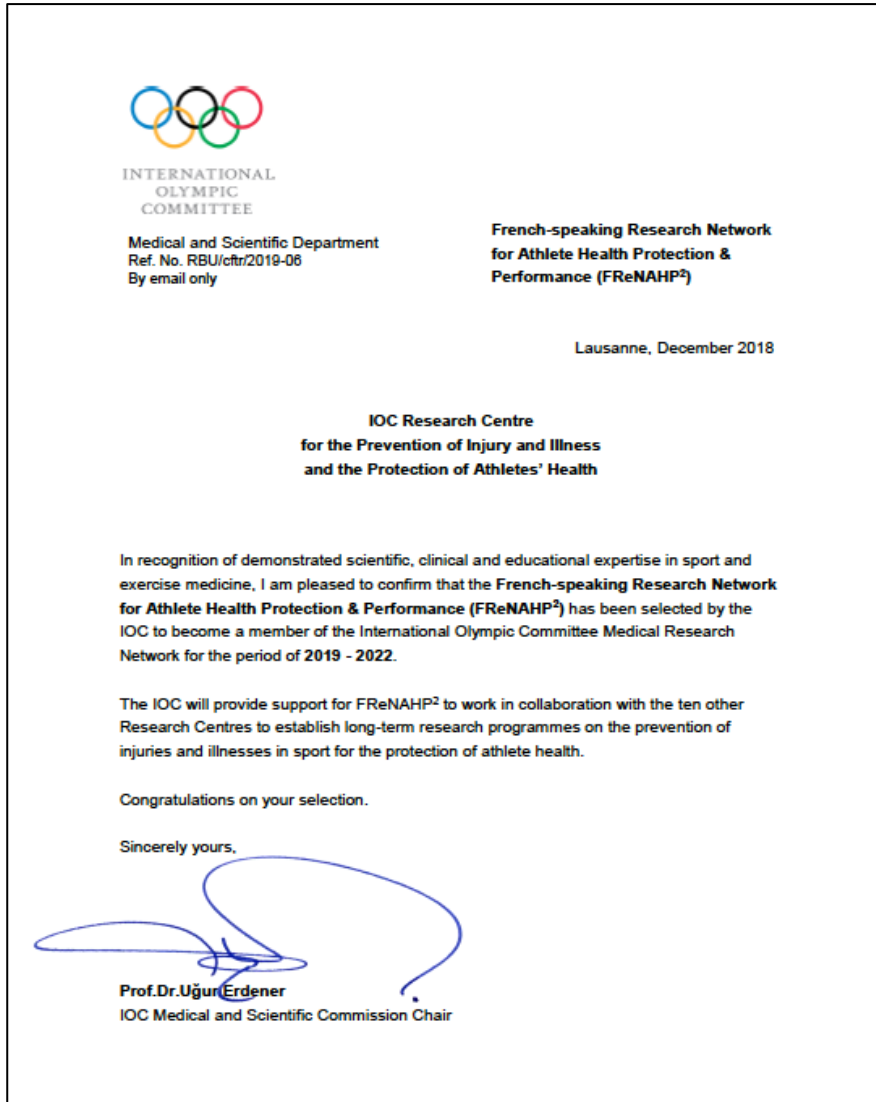 INTERNATIONAL
OLYMPIC
COMMITTEE
Medical and Scientific Department
Ref. No. RBU/cftr/2019-06
By email only
French-speaking Research Network
for Athlete Health Protection &
Performance (FReNAHP²)
Lausanne, December 2018
IOC Research Centre
for the Prevention of Injury and Illness
and the Protection of Athletes' Health
In recognition of demonstrated scientific, clinical and educational expertise in sport and
exercise medicine, I am pleased to confirm that the French-speaking Research Network
for Athlete Health Protection & Performance (FReNAHP²) has been selected by the
IOC to become a member of the International Olympic Committee Medical Research
Network for the period of 2019 - 2022.
The IOC will provide support for FReNAHP² to work in collaboration with the ten other
Research Centres to establish long-term research programmes on the prevention of
injuries and illnesses in sport for the protection of athlete health.
Congratulations on your selection.
Sincerely yours,
Prof.Dr.Uğur Erdener
IOC Medical and Scientific Commission Chair